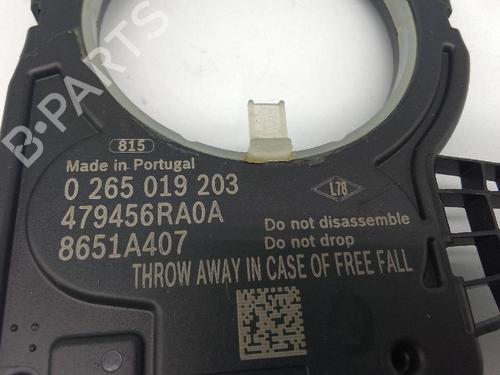 B-PARTS
815
Made in Portugal
0 265 019 203
L78
479456RA0A
Do not disassemble
8651A407
Do not drop
THROW AWAY IN CASE OF FREE FALL